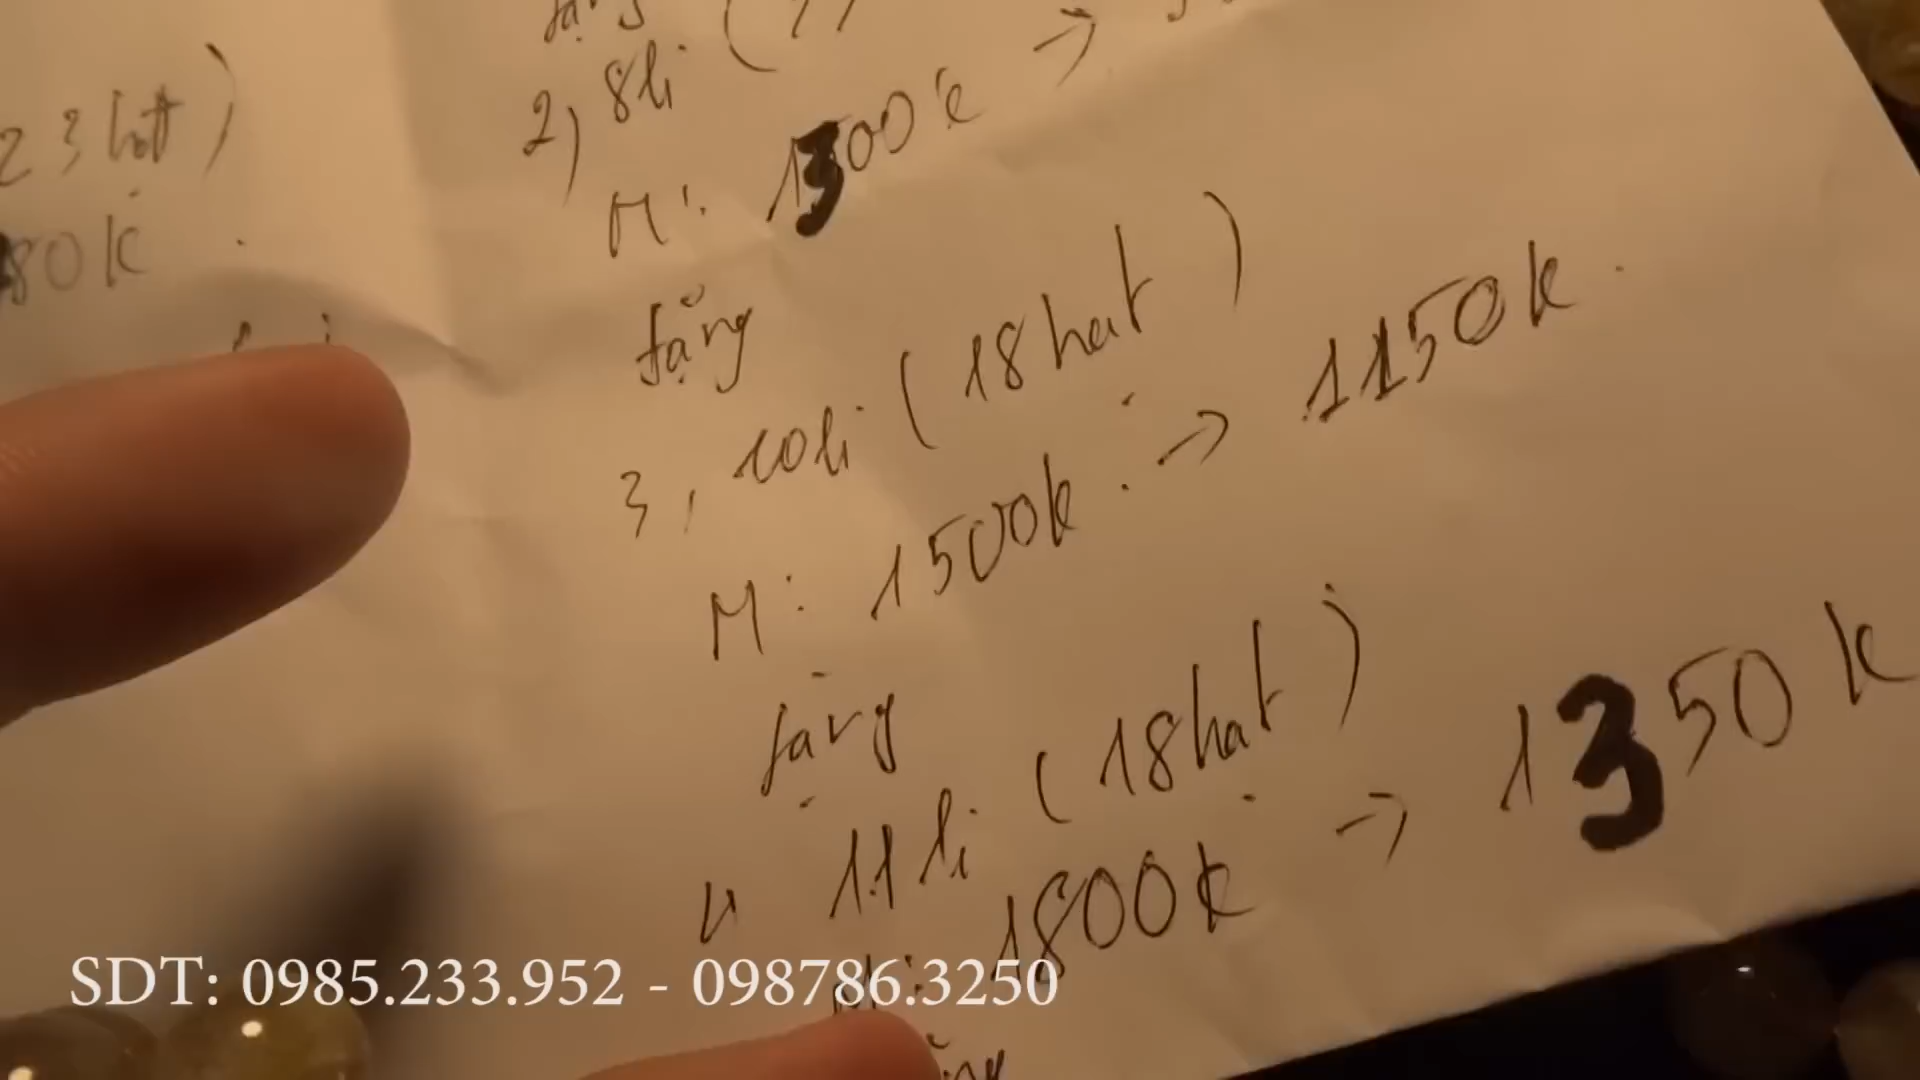 23 hạt)
80k
tặng
2) 8li (
M: 1300k →
tặng
3, 10li (18 hạt)
M: 1500k → 1150k
tặng
4 11li (18 hạt)
M: 1800k → 1350k
SDT: 0985.233.952 - 098786.3250